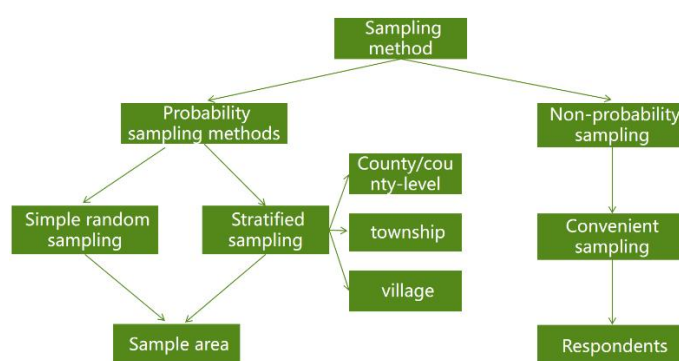 Sampling
method
Probability
sampling methods
Non-probability
sampling
County/cou
nty-level
Simple random
sampling
Stratified
sampling
township
Convenient
sampling
village
Sample area
Respondents